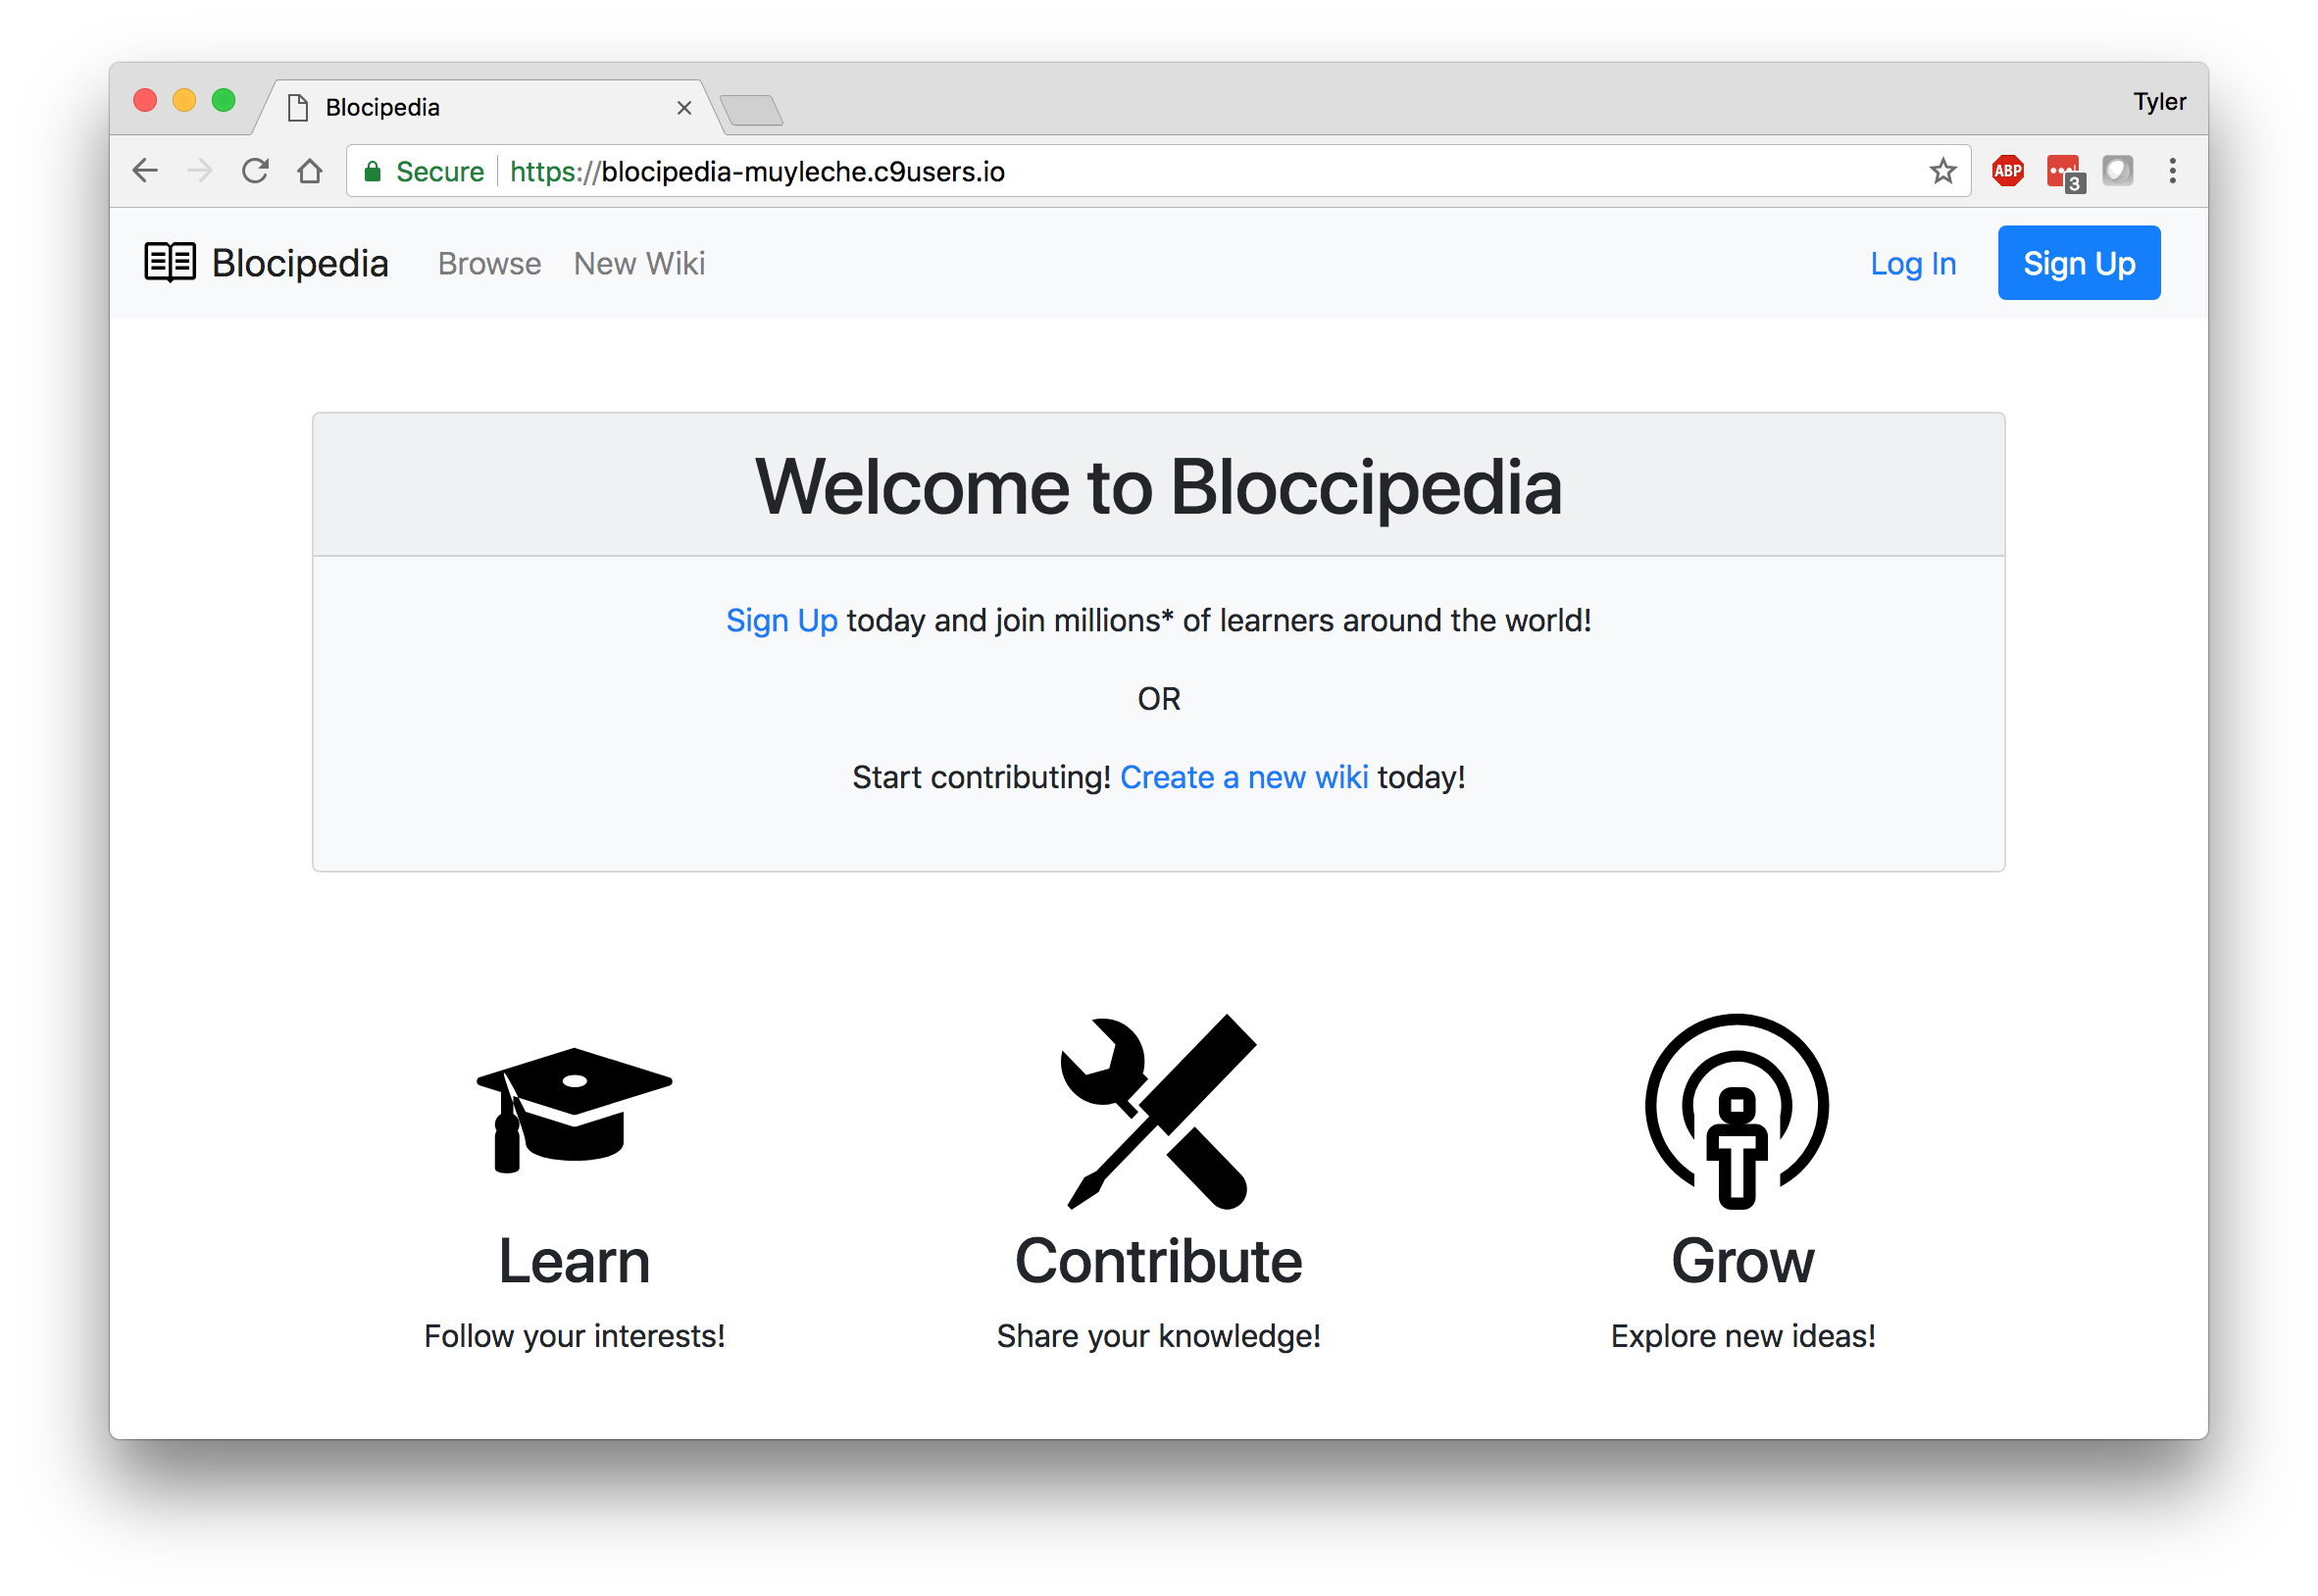 Blocipedia
Tyler
Secure https://blocipedia-muyleche.c9users.io
ABP
3
Blocipedia Browse New Wiki Log In Sign Up
Welcome to Bloccipedia
Sign Up today and join millions* of learners around the world!
OR
Start contributing! Create a new wiki today!
Learn Contribute Grow
Follow your interests! Share your knowledge! Explore new ideas!